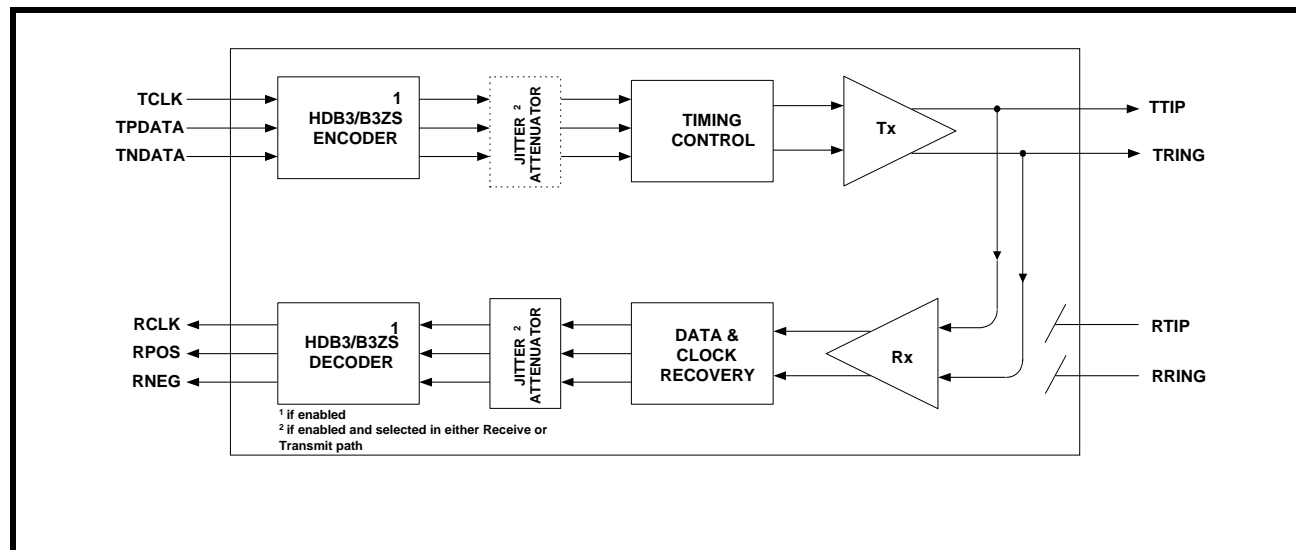 TCLK
TPDATA
TNDATA
1
HDB3/B3ZS
ENCODER
JITTER 2
ATTENUATOR
TIMING
CONTROL
Tx
TTIP
TRING
RCLK
RPOS
RNEG
1
HDB3/B3ZS
DECODER
JITTER 2
ATTENUATOR
DATA &
CLOCK
RECOVERY
Rx
RTIP
RRING
1 if enabled
2 if enabled and selected in either Receive or
Transmit path